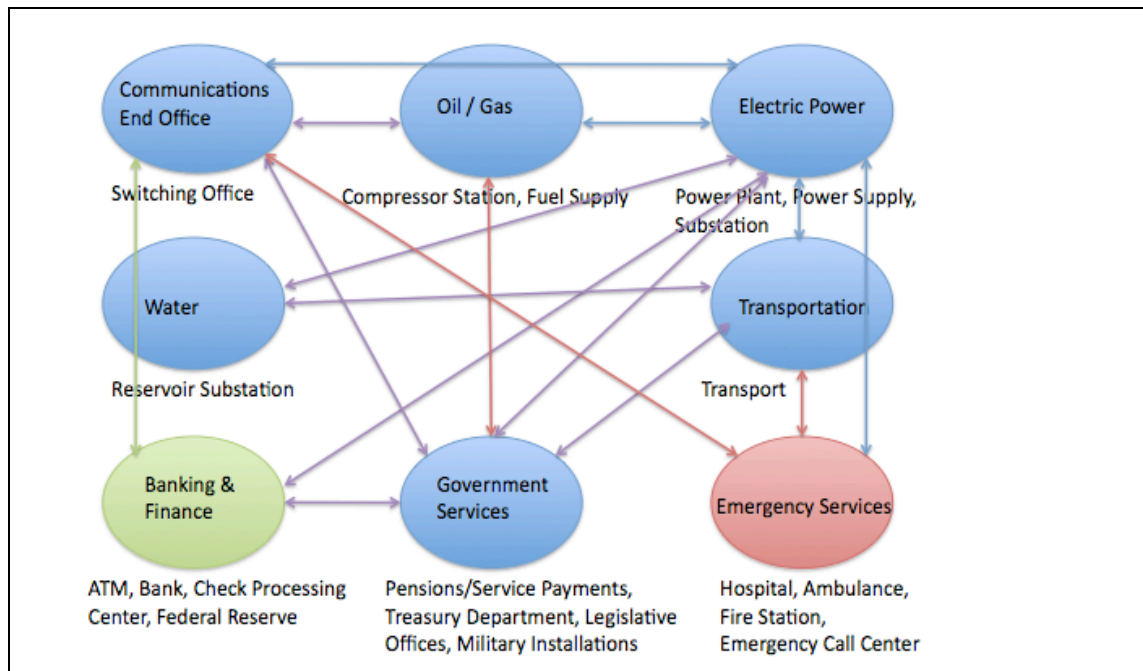 Communications
End Office
Oil / Gas
Electric Power
Switching Office
Compressor Station, Fuel Supply
Power Plant, Power Supply,
Substation
Water
Transportation
Reservoir Substation
Transport
Banking &
Finance
Government
Services
Emergency Services
ATM, Bank, Check Processing
Center, Federal Reserve
Pensions/Service Payments,
Treasury Department, Legislative
Offices, Military Installations
Hospital, Ambulance,
Fire Station,
Emergency Call Center